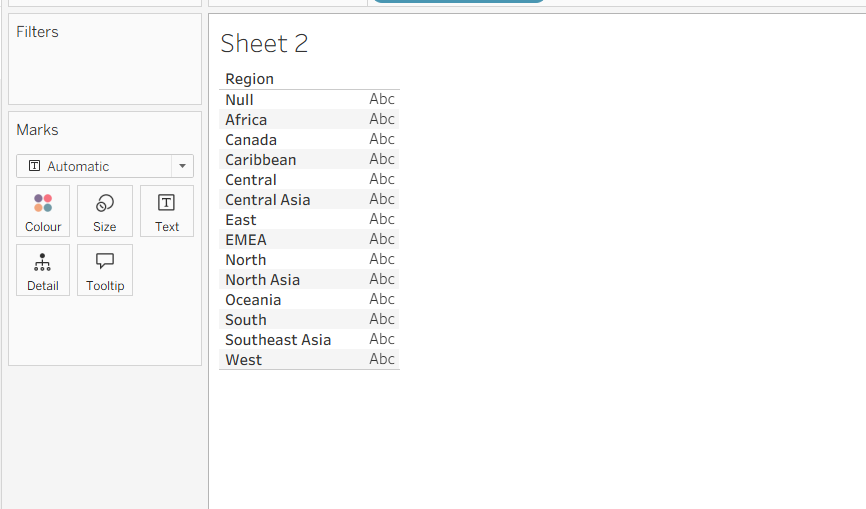 Filters
Marks
Automatic
Colour Size Text
Detail Tooltip
Sheet 2
Region
Null Abc
Africa Abc
Canada Abc
Caribbean Abc
Central Abc
Central Asia Abc
East Abc
EMEA Abc
North Abc
North Asia Abc
Oceania Abc
South Abc
Southeast Asia Abc
West Abc